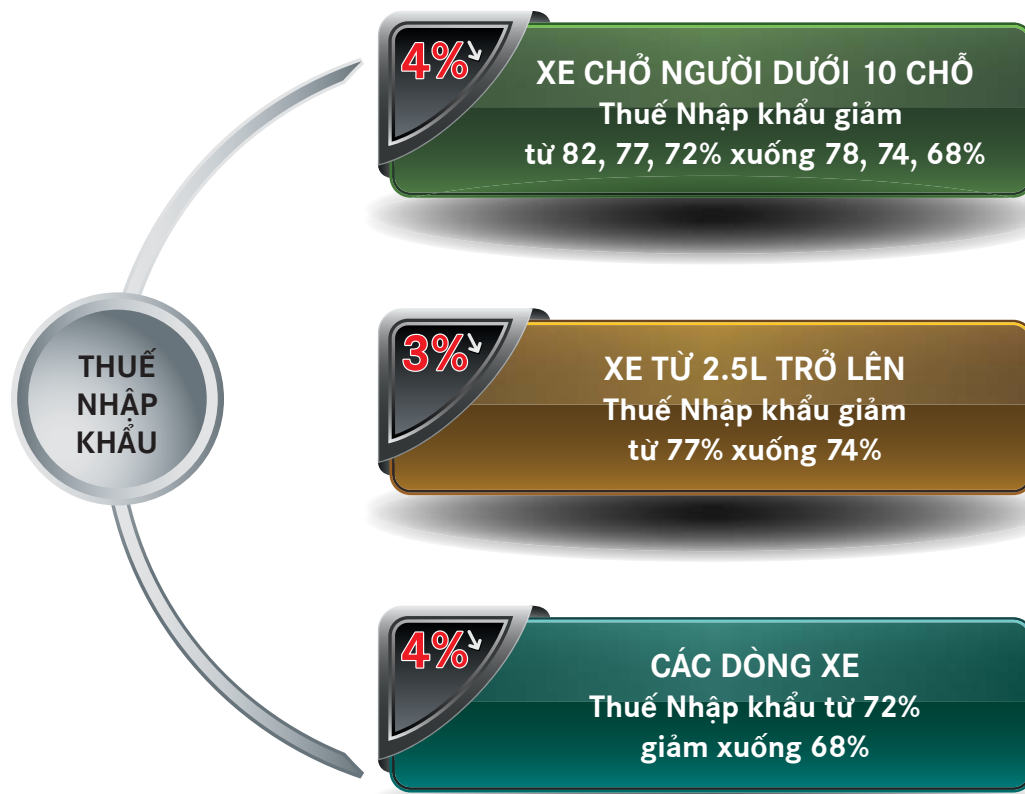 THUẾ
NHẬP
KHẨU
4%
XE CHỞ NGƯỜI DƯỚI 10 CHỖ
Thuế Nhập khẩu giảm
từ 82, 77, 72% xuống 78, 74, 68%
3%
XE TỪ 2.5L TRỞ LÊN
Thuế Nhập khẩu giảm
từ 77% xuống 74%
4%
CÁC DÒNG XE
Thuế Nhập khẩu từ 72%
giảm xuống 68%